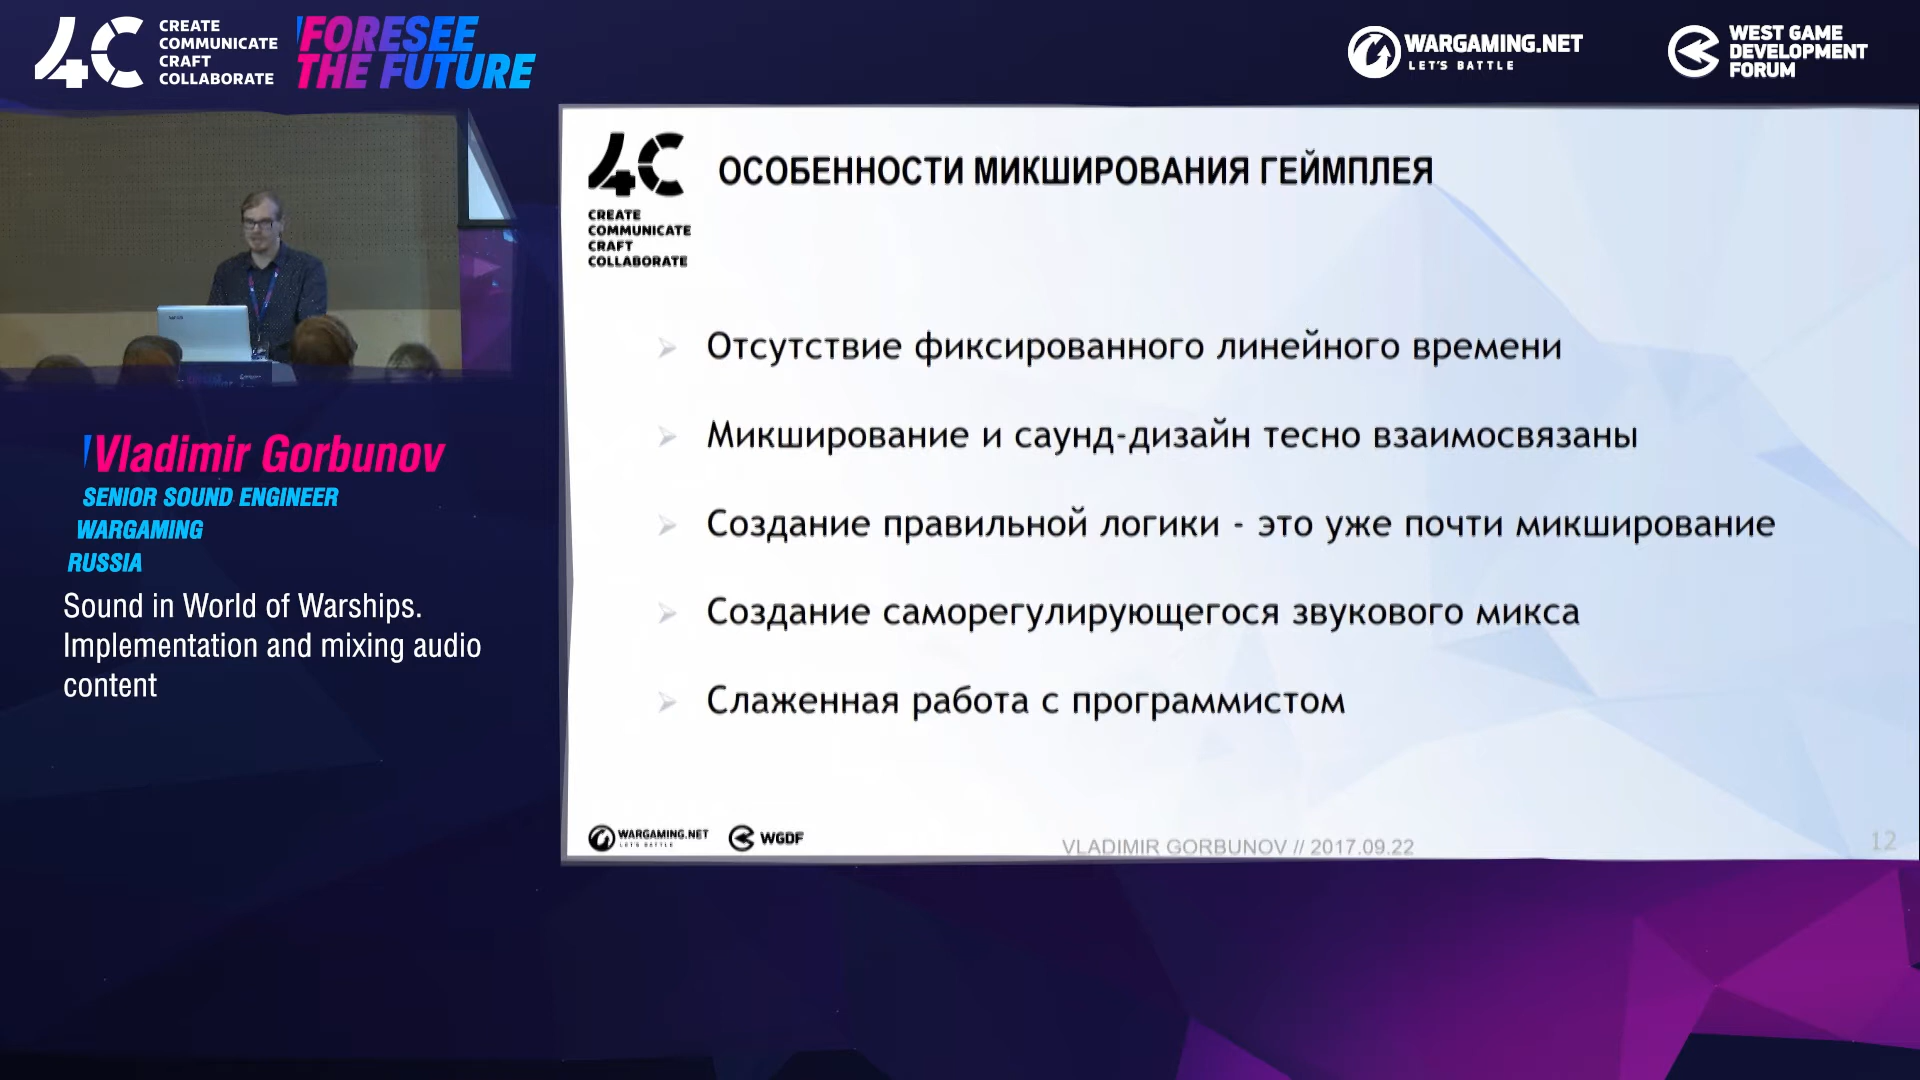 4C
CREATE
COMMUNICATE
CRAFT
COLLABORATE
FORESEE
THE FUTURE
WARGAMING.NET
LET'S BATTLE
WEST GAME
DEVELOPMENT
FORUM
4C
CREATE
COMMUNICATE
CRAFT
COLLABORATE
ОСОБЕННОСТИ МИКШИРОВАНИЯ ГЕЙМПЛЕЯ
Отсутствие фиксированного линейного времени
Микширование и саунд-дизайн тесно взаимосвязаны
Создание правильной логики - это уже почти микширование
Создание саморегулирующегося звукового микса
Слаженная работа с программистом
WARGAMING.NET
LET'S BATTLE
WGDF
VLADIMIR GORBUNOV // 2017.09.22
12
Vladimir Gorbunov
SENIOR SOUND ENGINEER
WARGAMING
RUSSIA
Sound in World of Warships.
Implementation and mixing audio
content